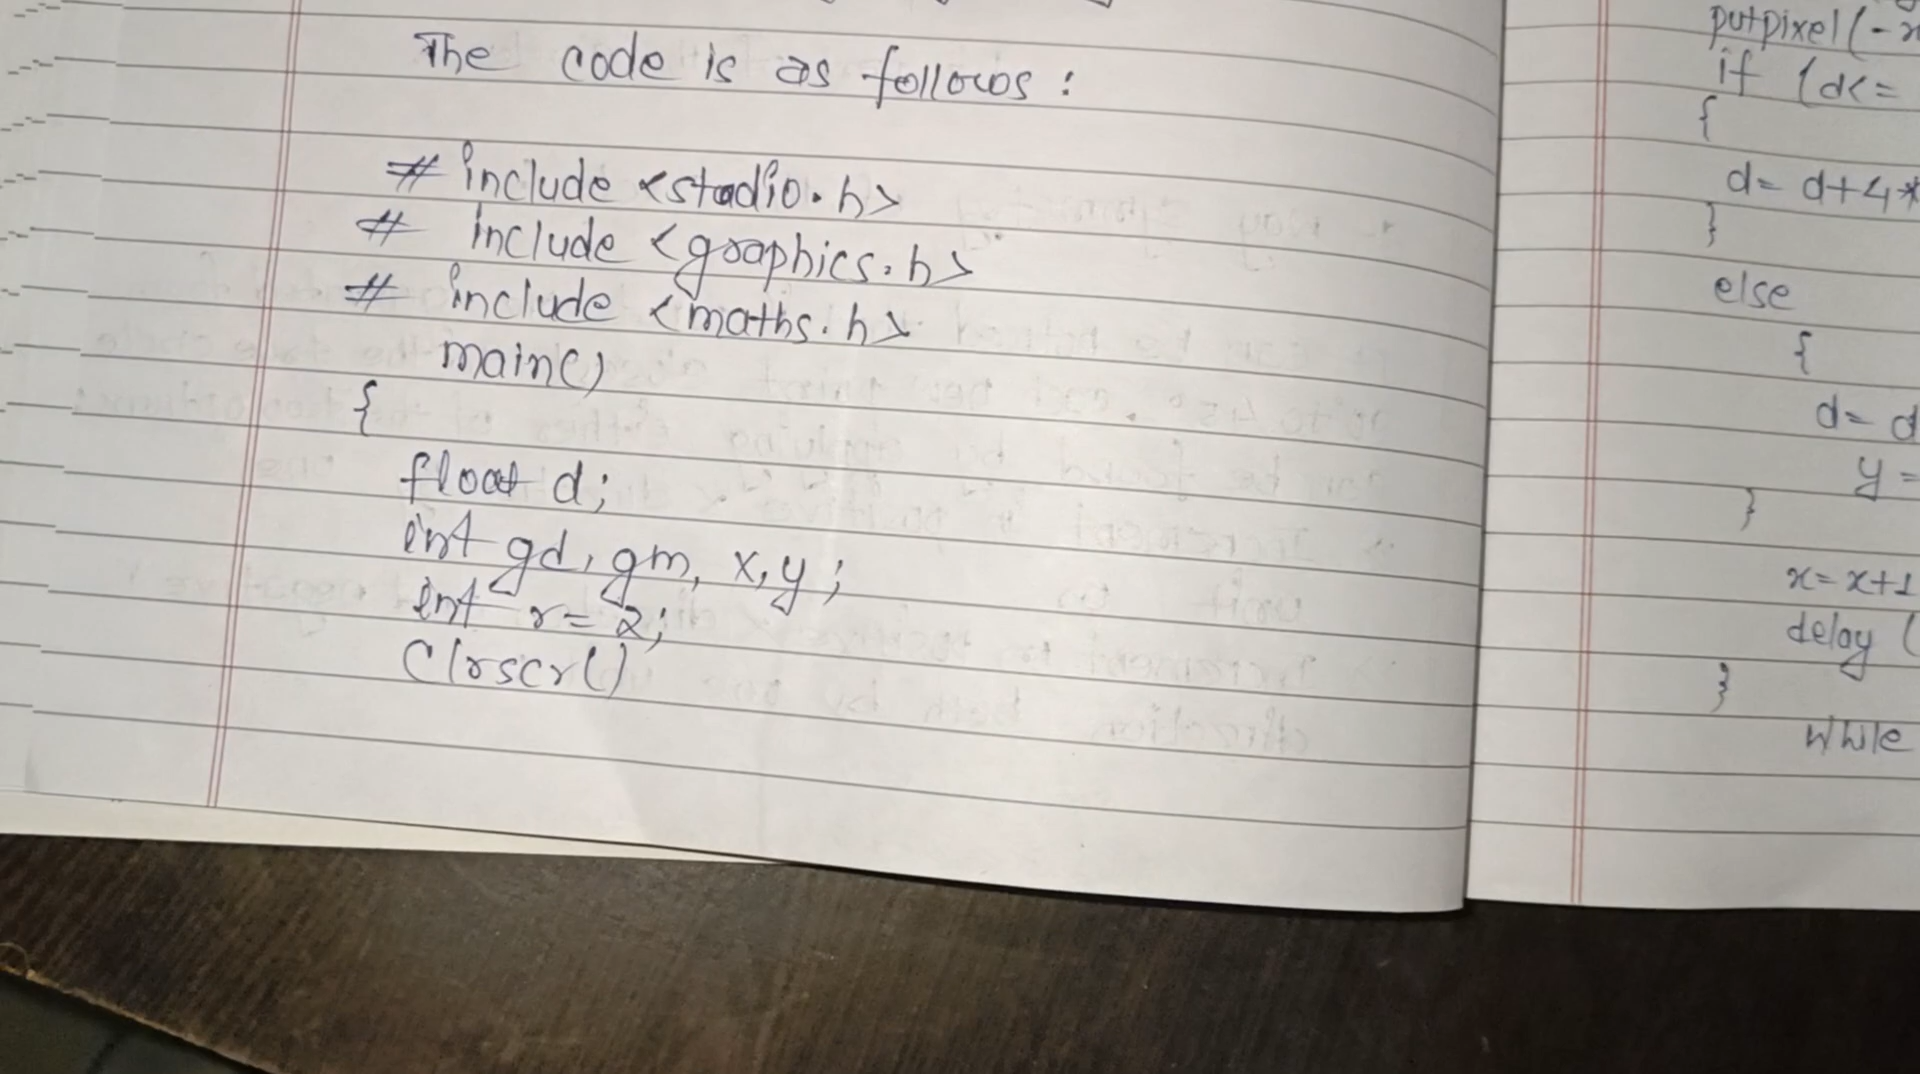 The code is as follows :
# include <stadio.h>
# include <graphics.h>
# include <maths.h>
main()
{
float d;
int gd, gm, x,y ;
int r=2;
Clrscr()
putpixel(-x
if (d<=
{
d= d+4*
}
else
{
d= d
y =
}
x= x+1
delay (
}
while